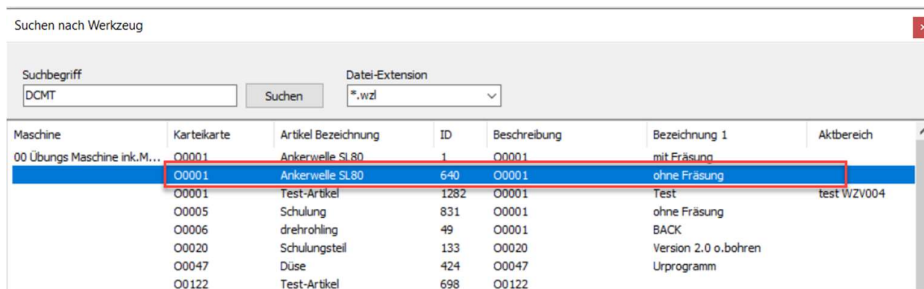 Suchen nach Werkzeug
Suchbegriff Datei-Extension
DCMT Suchen *.wzl
Maschine Karteikarte Artikel Bezeichnung ID Beschreibung Bezeichnung 1 Aktbereich
00 Übungs Maschine ink.M... O0001 Ankerwelle SL80 1 O0001 mit Fräsung
O0001 Ankerwelle SL80 640 O0001 ohne Fräsung
O0001 Test-Artikel 1282 O0001 Test test WZV004
O0005 Schulung 831 O0001 ohne Fräsung
O0006 drehrohling 49 O0001 BACK
O0020 Schulungsteil 133 O0020 Version 2.0 o.bohren
O0047 Düse 424 O0047 Urprogramm
O0122 Test-Artikel 698 O0122